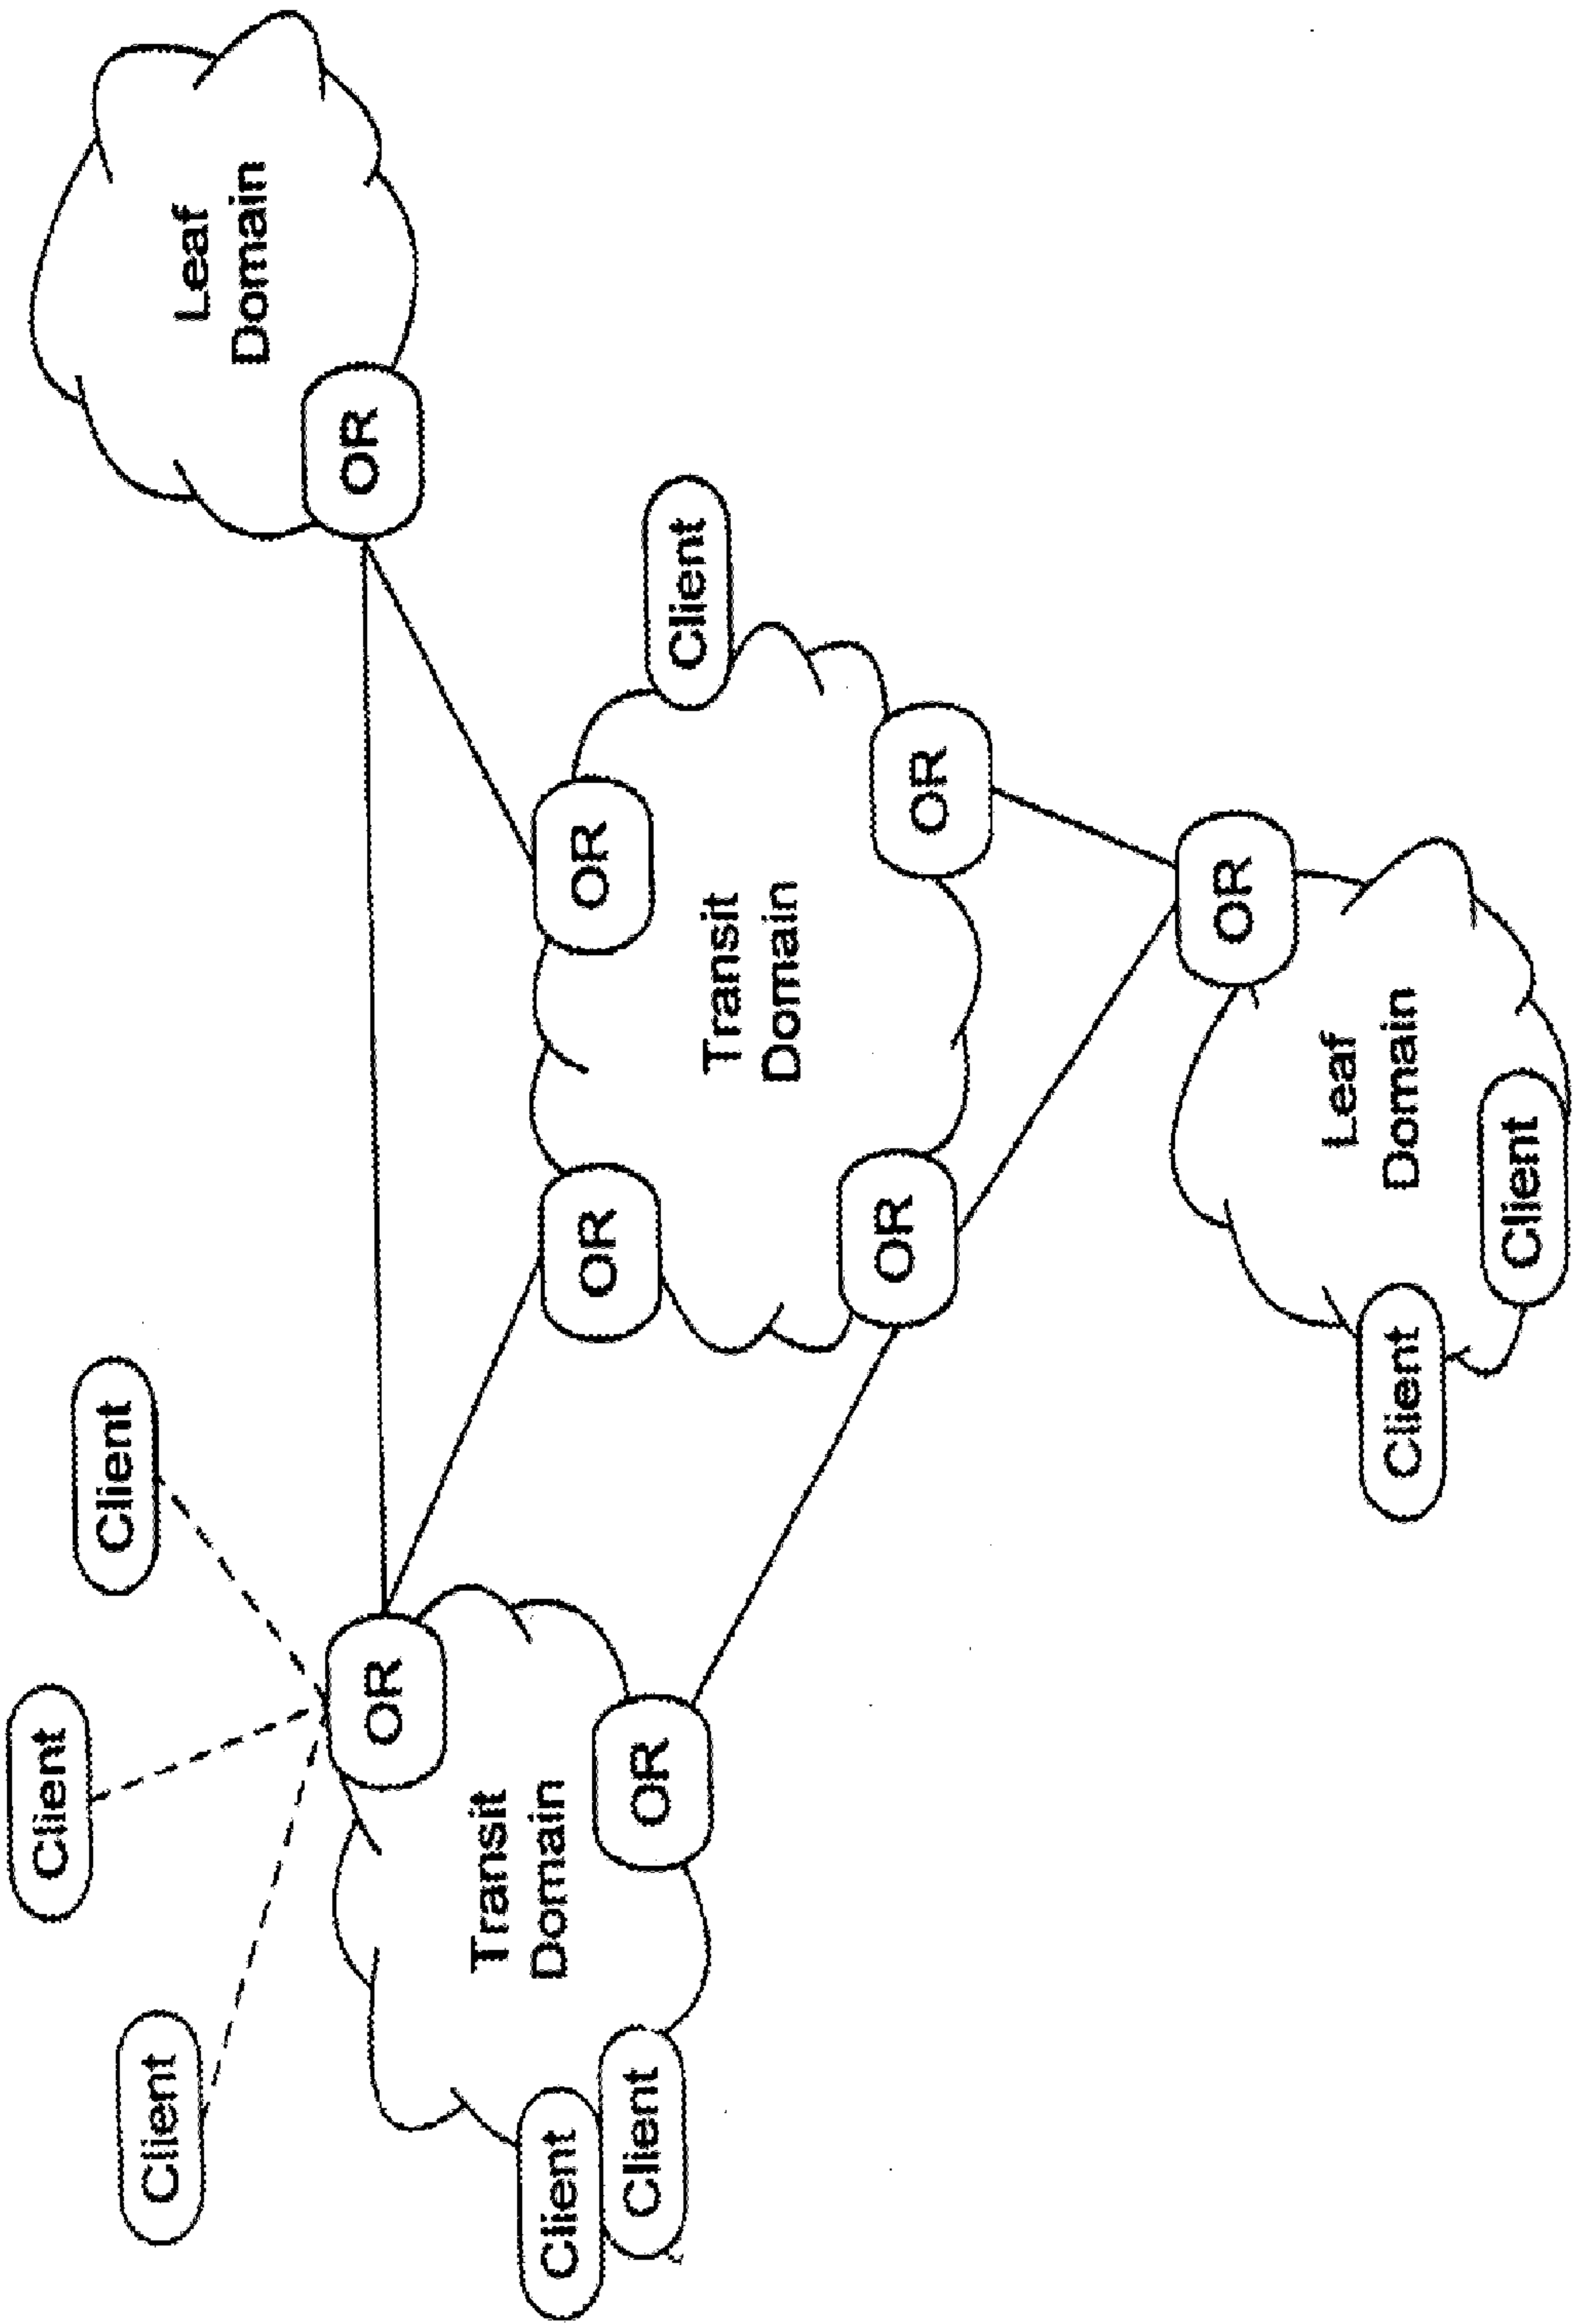 Client
Client
Client
Leaf
Domain
OR
OR
Transit
Domain
Client
Client
OR
OR
OR
Client
Transit
Domain
OR
OR
OR
Leaf
Domain
Client
Client